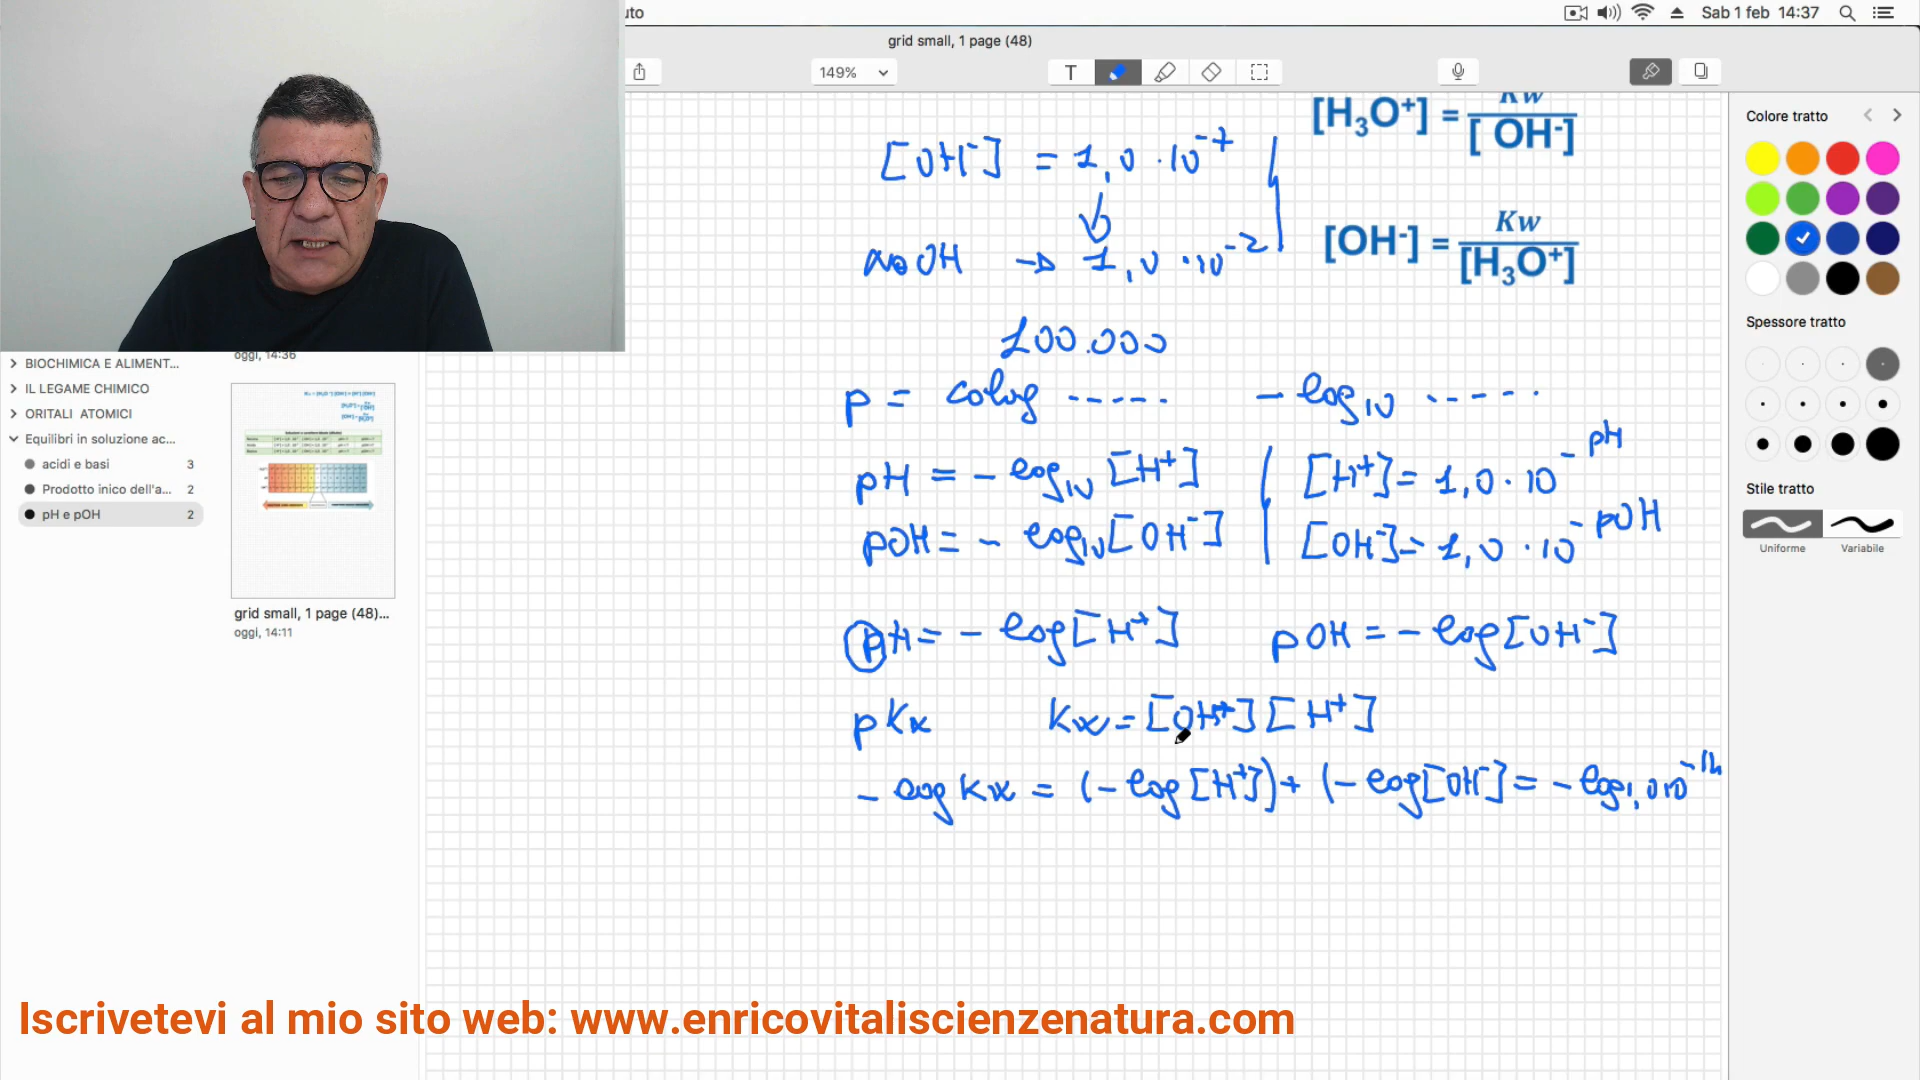 uto
Sab 1 feb 14:37
grid small, 1 page (48)
149%
T
[H₃O⁺] = Kw / [ OH⁻]
[OH⁻] = 1,0 · 10⁻⁷
[OH⁻] = Kw / [H₃O⁺]
NaOH → 1,0 · 10⁻²
100.000
p = colog ----- - log₁₀ -----
pH = - log₁₀ [H⁺] [H⁺] = 1,0 · 10^-pH
pOH = - log₁₀ [OH⁻] [OH⁻] = 1,0 · 10^-pOH
pH = - log [H⁺] pOH = - log [OH⁻]
pKw Kw = [OH⁺] [H⁺]
- log Kw = (- log [H⁺]) + (- log [OH⁻] = - log 1,0 10⁻¹⁴
oggi, 14:36
BIOCHIMICA E ALIMENT...
IL LEGAME CHIMICO
ORITALI ATOMICI
Equilibri in soluzione ac...
acidi e basi 3
Prodotto inico dell'a... 2
pH e pOH 2
grid small, 1 page (48)...
oggi, 14:11
Colore tratto
Spessore tratto
Stile tratto
Uniforme
Variabile
Iscrivetevi al mio sito web: www.enricovitaliscienzenatura.com